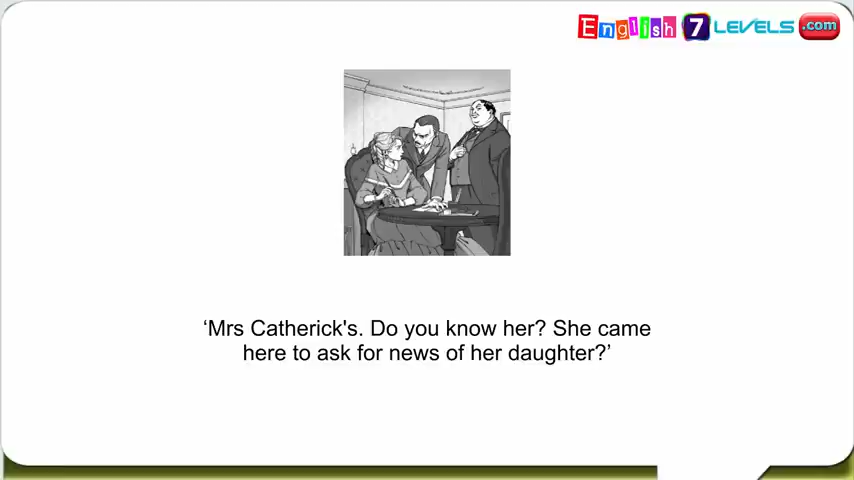 English 7 LEVELS .com
‘Mrs Catherick's. Do you know her? She came
here to ask for news of her daughter?’